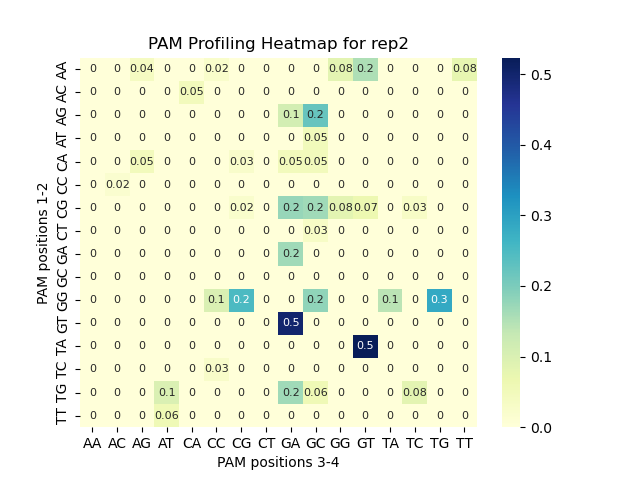 PAM Profiling Heatmap for rep2
PAM positions 1-2
AA 0 0 0.04 0 0 0.02 0 0 0 0 0.08 0.2 0 0 0 0.08
AC 0 0 0 0 0.05 0 0 0 0 0 0 0 0 0 0 0
AG 0 0 0 0 0 0 0 0 0.1 0.2 0 0 0 0 0 0
AT 0 0 0 0 0 0 0 0 0 0.05 0 0 0 0 0 0
CA 0 0 0.05 0 0 0 0.03 0 0.05 0.05 0 0 0 0 0 0
CC 0 0.02 0 0 0 0 0 0 0 0 0 0 0 0 0 0
CG 0 0 0 0 0 0 0.02 0 0.2 0.2 0.08 0.07 0 0.03 0 0
CT 0 0 0 0 0 0 0 0 0 0.03 0 0 0 0 0 0
GA 0 0 0 0 0 0 0 0 0.2 0 0 0 0 0 0 0
GC 0 0 0 0 0 0 0 0 0 0 0 0 0 0 0 0
GG 0 0 0 0 0 0.1 0.2 0 0 0.2 0 0 0.1 0 0.3 0
GT 0 0 0 0 0 0 0 0 0.5 0 0 0 0 0 0 0
TA 0 0 0 0 0 0 0 0 0 0 0 0.5 0 0 0 0
TC 0 0 0 0 0 0.03 0 0 0 0 0 0 0 0 0 0
TG 0 0 0 0.1 0 0 0 0 0.2 0.06 0 0 0 0.08 0 0
TT 0 0 0 0.06 0 0 0 0 0 0 0 0 0 0 0 0
AA AC AG AT CA CC CG CT GA GC GG GT TA TC TG TT
PAM positions 3-4
0.5
0.4
0.3
0.2
0.1
0.0